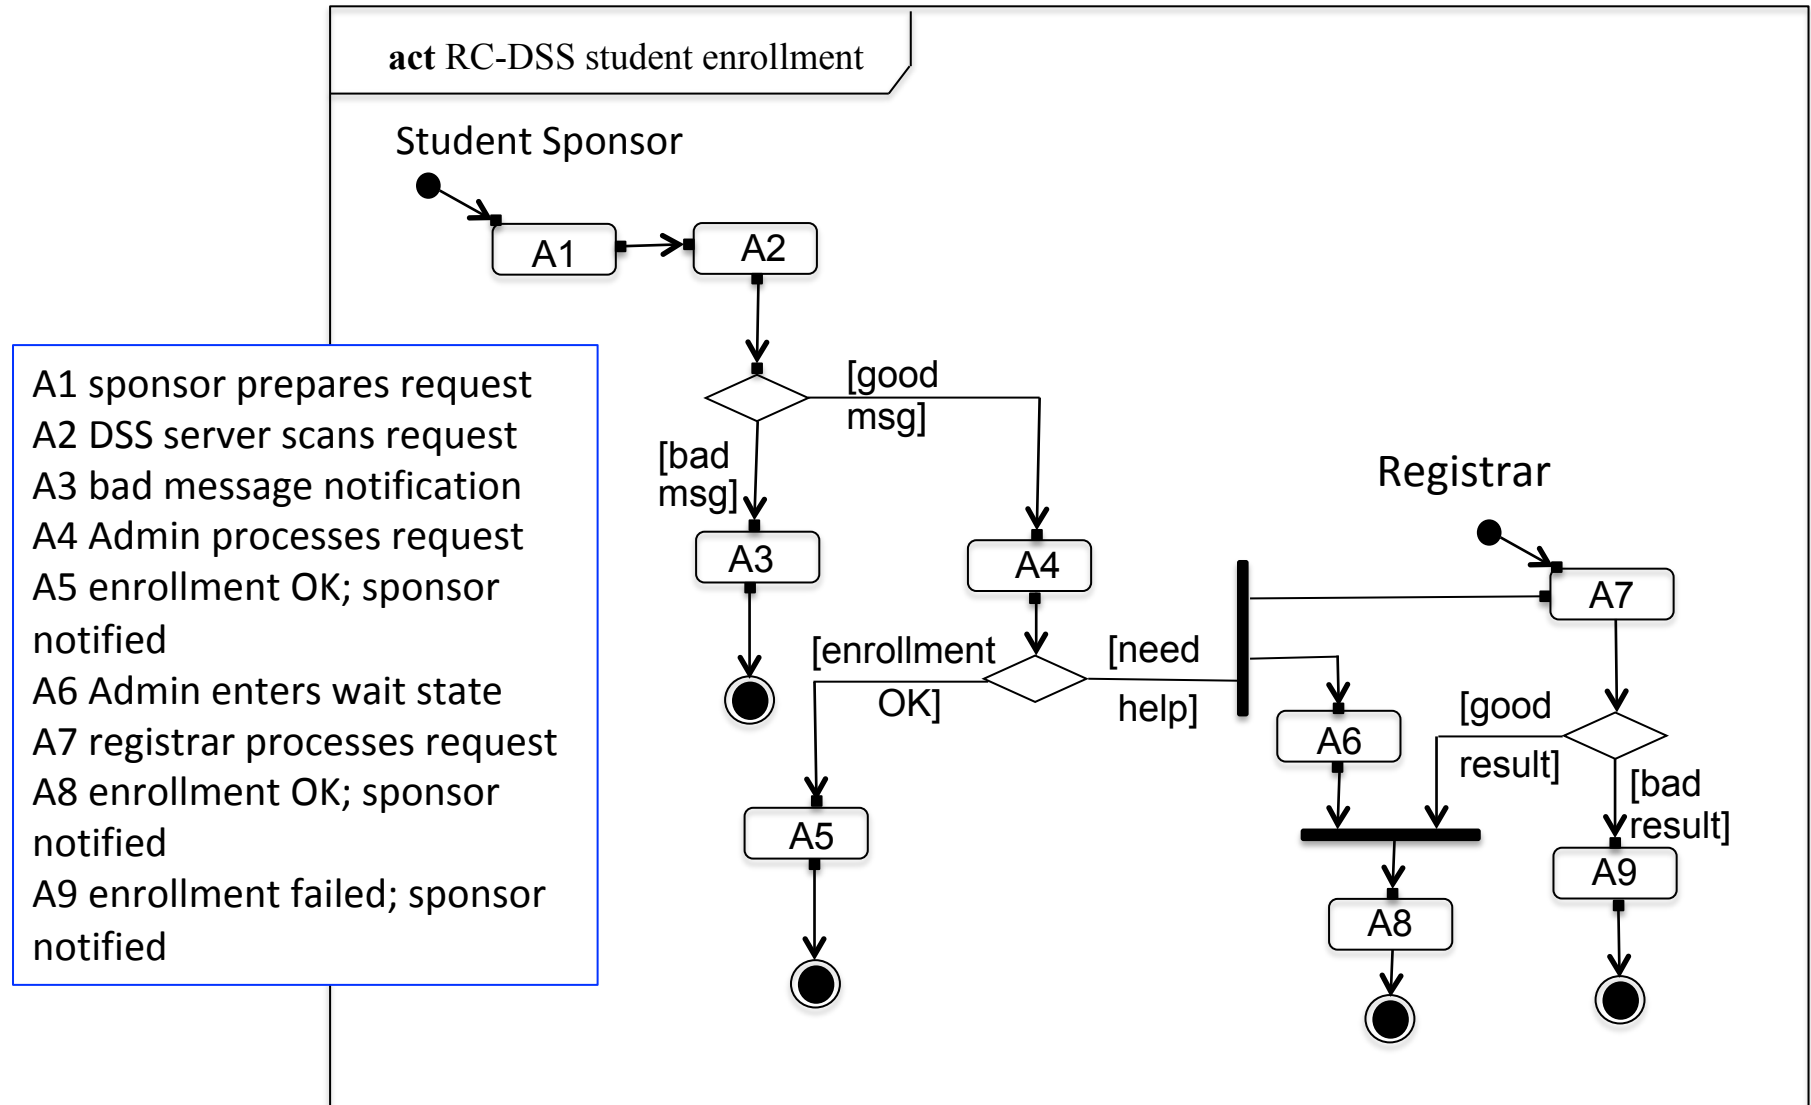 act RC-DSS student enrollment
Student Sponsor
A1
A2
[good
msg]
[bad
msg]
Registrar
A3
A4
A7
[enrollment
OK]
[need
help]
A6
[good
result]
[bad
result]
A5
A8
A9
A1 sponsor prepares request
A2 DSS server scans request
A3 bad message notification
A4 Admin processes request
A5 enrollment OK; sponsor
notified
A6 Admin enters wait state
A7 registrar processes request
A8 enrollment OK; sponsor
notified
A9 enrollment failed; sponsor
notified